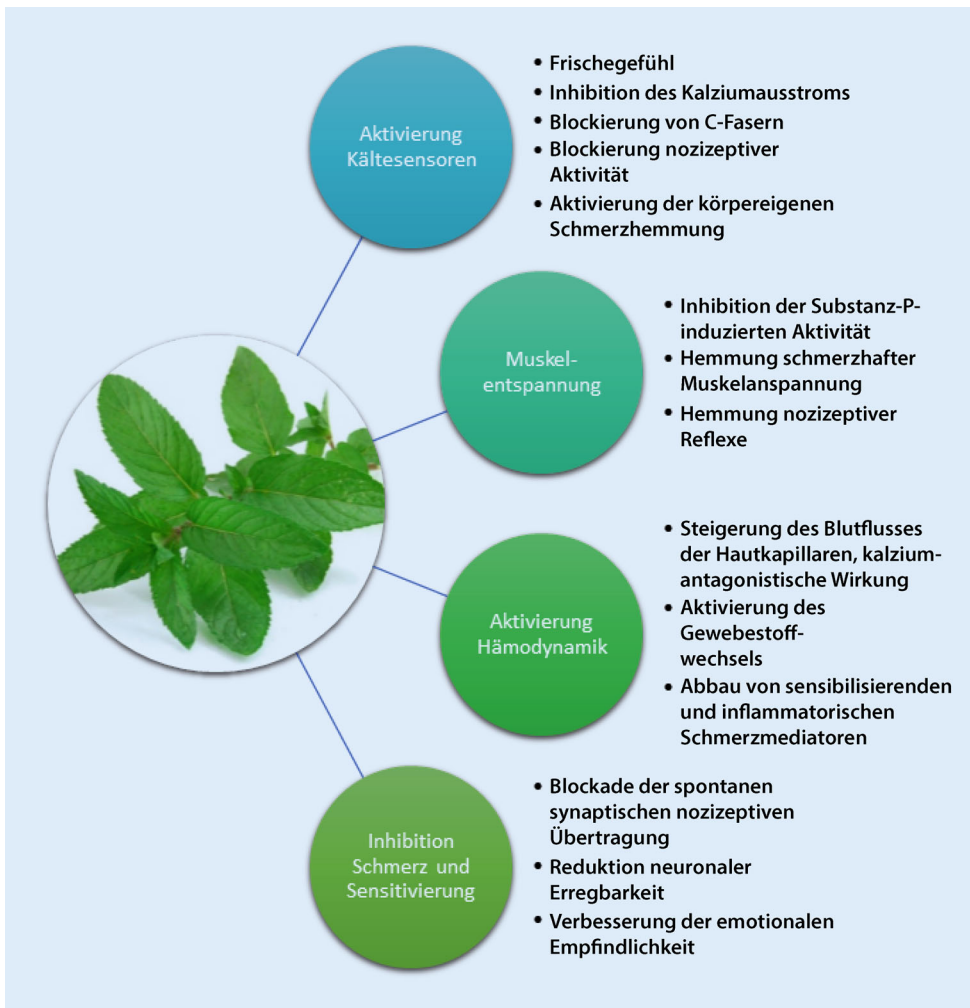 Aktivierung
Kältesensoren
• Frischegefühl
• Inhibition des Kalziumausstroms
• Blockierung von C-Fasern
• Blockierung nozizeptiver
Aktivität
• Aktivierung der körpereigenen
Schmerzhemmung
Muskel-
entspannung
• Inhibition der Substanz-P-
induzierten Aktivität
• Hemmung schmerzhafter
Muskelanspannung
• Hemmung nozizeptiver
Reflexe
Aktivierung
Hämodynamik
• Steigerung des Blutflusses
der Hautkapillaren, kalzium-
antagonistische Wirkung
• Aktivierung des
Gewebestoff-
wechsels
• Abbau von sensibilisierenden
und inflammatorischen
Schmerzmediatoren
Inhibition
Schmerz und
Sensitivierung
• Blockade der spontanen
synaptischen nozizeptiven
Übertragung
• Reduktion neuronaler
Erregbarkeit
• Verbesserung der emotionalen
Empfindlichkeit